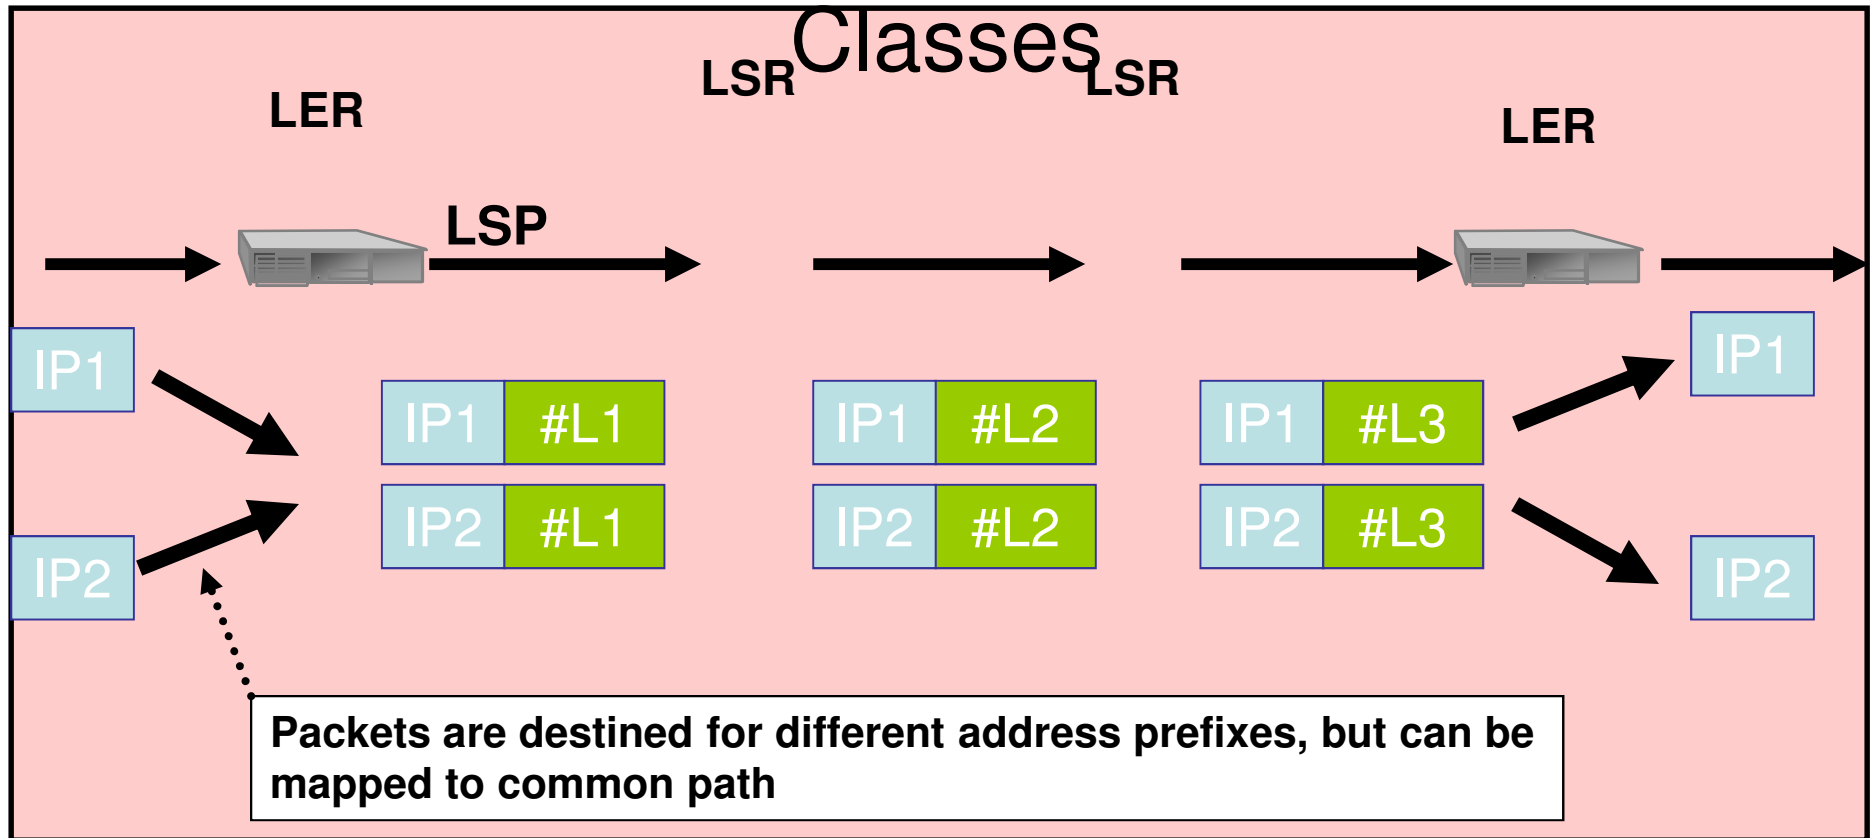 Classes
LSR LSR
LER
LER
LSP
IP1 IP1
IP1 #L1 IP1 #L2 IP1 #L3
IP2 #L1 IP2 #L2 IP2 #L3
IP2 IP2
Packets are destined for different address prefixes, but can be
mapped to common path